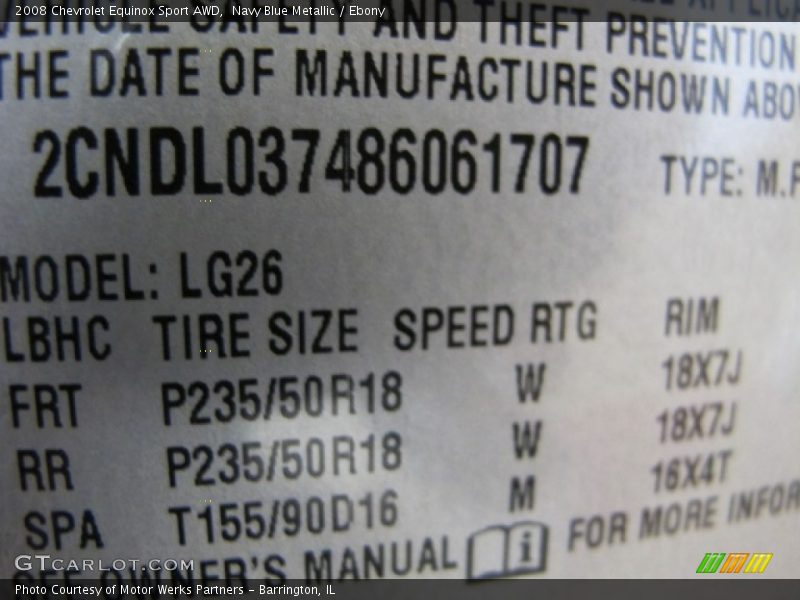 2008 Chevrolet Equinox Sport AWD, Navy Blue Metallic / Ebony
VEHICLE SAFETY AND THEFT PREVENTION
THE DATE OF MANUFACTURE SHOWN ABO
2CNDL037486061707 TYPE: M.P
MODEL: LG26
LBHC TIRE SIZE SPEED RTG RIM
FRT P235/50R18 W 18X7J
RR P235/50R18 W 18X7J
SPA T155/90D16 M 16X4T
SEE OWNER'S MANUAL i FOR MORE INFOR
GTCARLOT.COM
Photo Courtesy of Motor Werks Partners - Barrington, IL